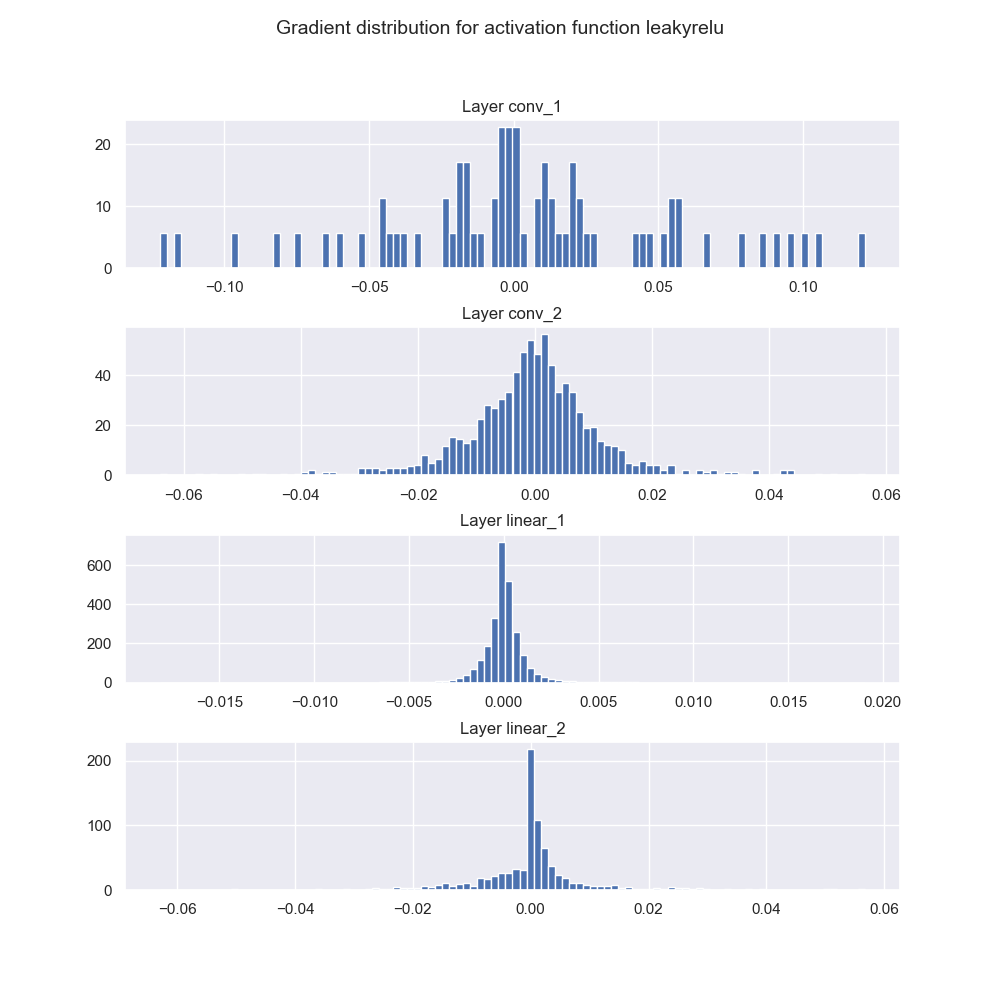 Gradient distribution for activation function leakyrelu
Layer conv_1
20
10
0
−0.10 −0.05 0.00 0.05 0.10
Layer conv_2
40
20
0
−0.06 −0.04 −0.02 0.00 0.02 0.04 0.06
Layer linear_1
600
400
200
0
−0.015 −0.010 −0.005 0.000 0.005 0.010 0.015 0.020
Layer linear_2
200
100
0
−0.06 −0.04 −0.02 0.00 0.02 0.04 0.06